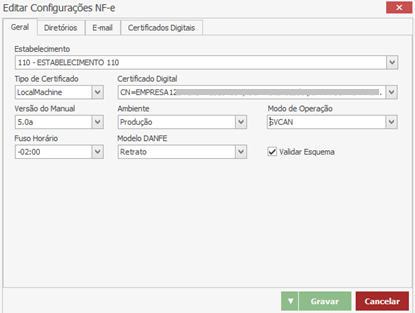 Editar Configurações NF-e
Geral Diretórios E-mail Certificados Digitais
Estabelecimento
110 - ESTABELECIMENTO 110
Tipo de Certificado Certificado Digital
LocalMachine CN=EMPRESA12
Versão do Manual Ambiente Modo de Operação
5.0a Produção SVCAN
Fuso Horário Modelo DANFE
-02:00 Retrato Validar Esquema
Gravar Cancelar